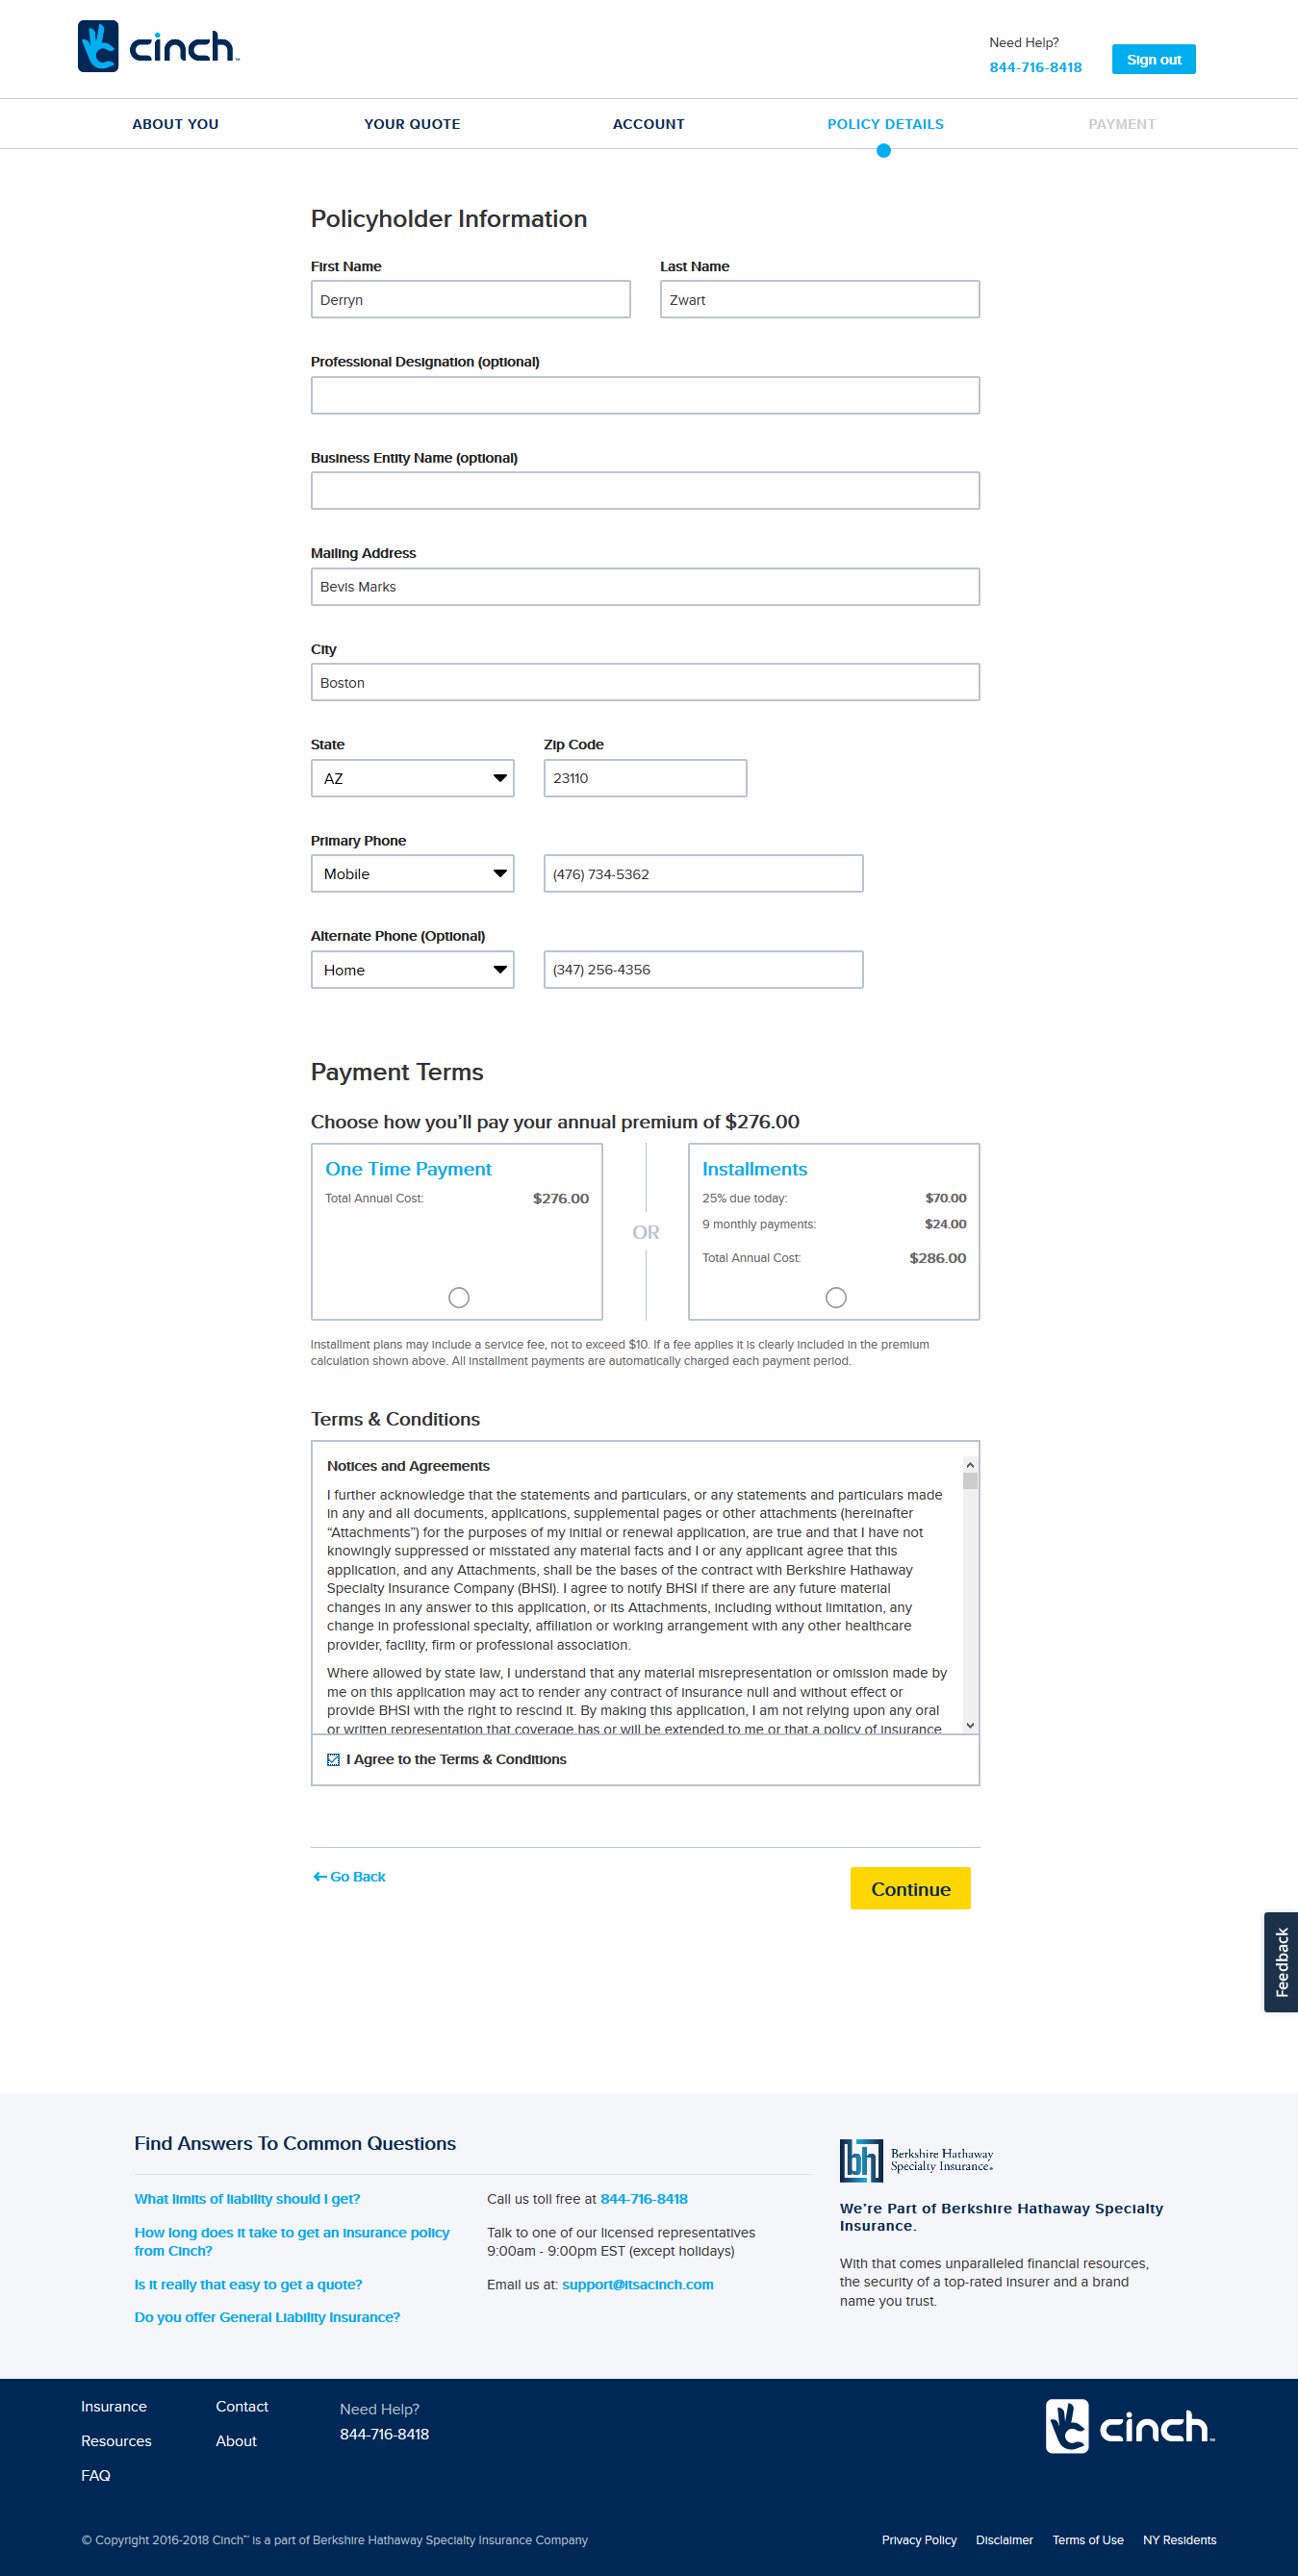 cinch™
Need Help?
844-716-8418
Sign out
ABOUT YOU
YOUR QUOTE
ACCOUNT
POLICY DETAILS
PAYMENT
Policyholder Information
First Name
Last Name
Derryn
Zwart
Professional Designation (optional)
Business Entity Name (optional)
Mailing Address
Bevis Marks
City
Boston
State
Zip Code
AZ
23110
Primary Phone
Mobile
(476) 734-5362
Alternate Phone (Optional)
Home
(347) 256-4356
Payment Terms
Choose how you’ll pay your annual premium of $276.00
One Time Payment
Total Annual Cost: $276.00
OR
Installments
25% due today: $70.00
9 monthly payments: $24.00
Total Annual Cost: $286.00
Installment plans may include a service fee, not to exceed $10. If a fee applies it is clearly included in the premium
calculation shown above. All installment payments are automatically charged each payment period.
Terms & Conditions
Notices and Agreements
I further acknowledge that the statements and particulars, or any statements and particulars made
in any and all documents, applications, supplemental pages or other attachments (hereinafter
“Attachments”) for the purposes of my initial or renewal application, are true and that I have not
knowingly suppressed or misstated any material facts and I or any applicant agree that this
application, and any Attachments, shall be the bases of the contract with Berkshire Hathaway
Specialty Insurance Company (BHSI). I agree to notify BHSI if there are any future material
changes in any answer to this application, or its Attachments, including without limitation, any
change in professional specialty, affiliation or working arrangement with any other healthcare
provider, facility, firm or professional association.
Where allowed by state law, I understand that any material misrepresentation or omission made by
me on this application may act to render any contract of insurance null and without effect or
provide BHSI with the right to rescind it. By making this application, I am not relying upon any oral
or written representation that coverage has or will be extended to me or that a policy of insurance
I Agree to the Terms & Conditions
Go Back
Continue
Feedback
Find Answers To Common Questions
What limits of liability should I get?
How long does it take to get an insurance policy
from Cinch?
Is it really that easy to get a quote?
Do you offer General Liability Insurance?
Call us toll free at 844-716-8418
Talk to one of our licensed representatives
9:00am - 9:00pm EST (except holidays)
Email us at: support@itsacinch.com
bh
Berkshire Hathaway
Specialty Insurance®
We’re Part of Berkshire Hathaway Specialty
Insurance.
With that comes unparalleled financial resources,
the security of a top-rated insurer and a brand
name you trust.
Insurance
Resources
FAQ
Contact
About
Need Help?
844-716-8418
cinch™
© Copyright 2016-2018 Cinch™ is a part of Berkshire Hathaway Specialty Insurance Company
Privacy Policy
Disclaimer
Terms of Use
NY Residents